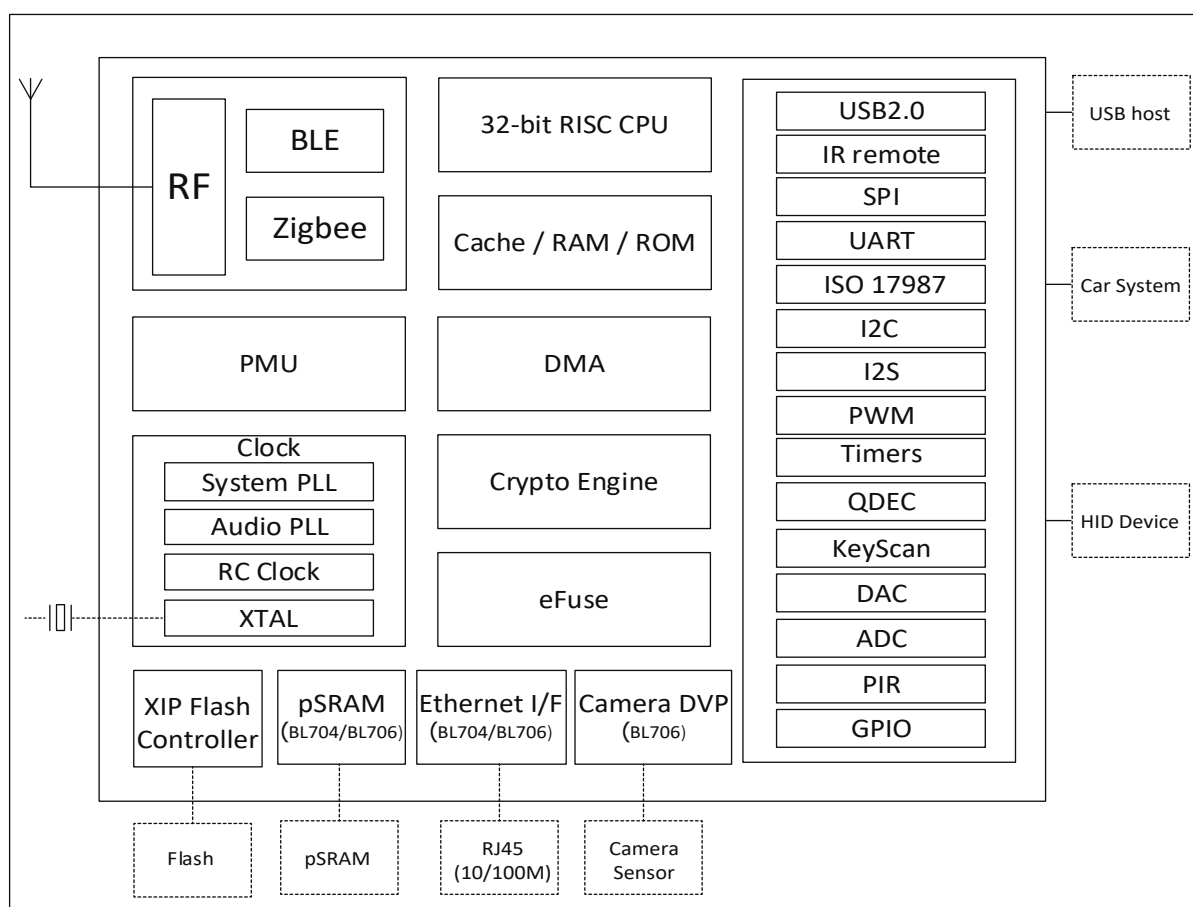 RF
BLE
Zigbee
32-bit RISC CPU
Cache / RAM / ROM
PMU
DMA
Clock
System PLL
Audio PLL
RC Clock
XTAL
Crypto Engine
eFuse
XIP Flash
Controller
pSRAM
(BL704/BL706)
Ethernet I/F
(BL704/BL706)
Camera DVP
(BL706)
USB2.0
IR remote
SPI
UART
ISO 17987
I2C
I2S
PWM
Timers
QDEC
KeyScan
DAC
ADC
PIR
GPIO
USB host
Car System
HID Device
Flash
pSRAM
RJ45
(10/100M)
Camera
Sensor